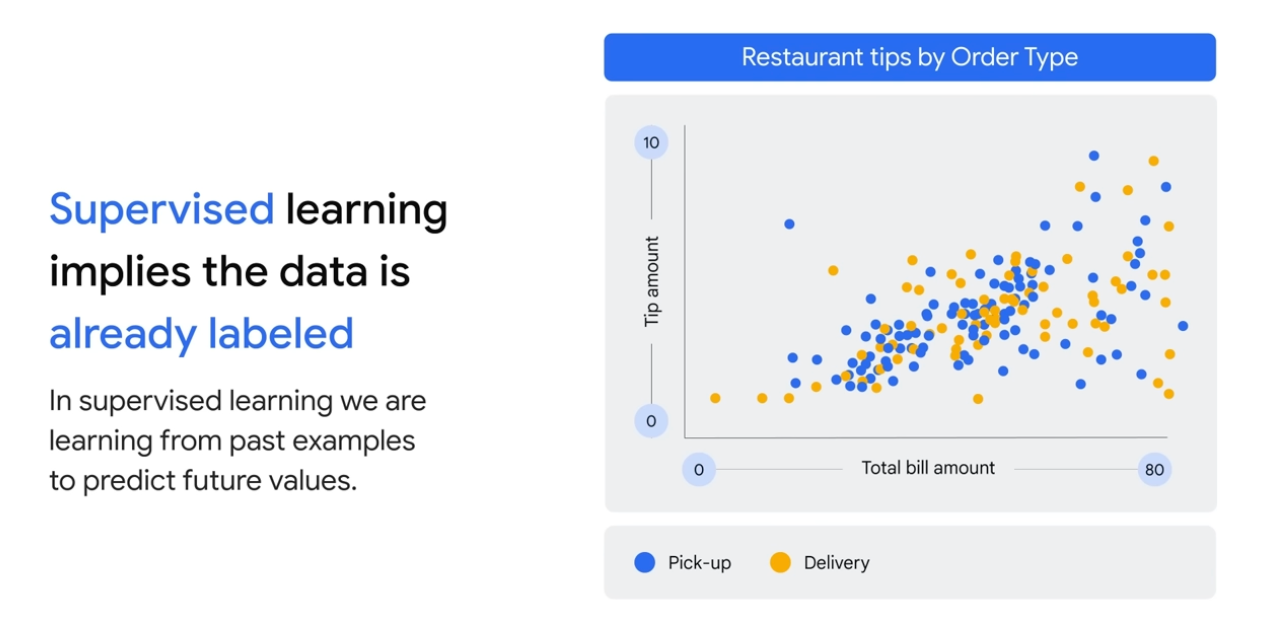 Supervised learning
implies the data is
already labeled
In supervised learning we are
learning from past examples
to predict future values.
Restaurant tips by Order Type
10
Tip amount
0
0
Total bill amount
80
Pick-up
Delivery